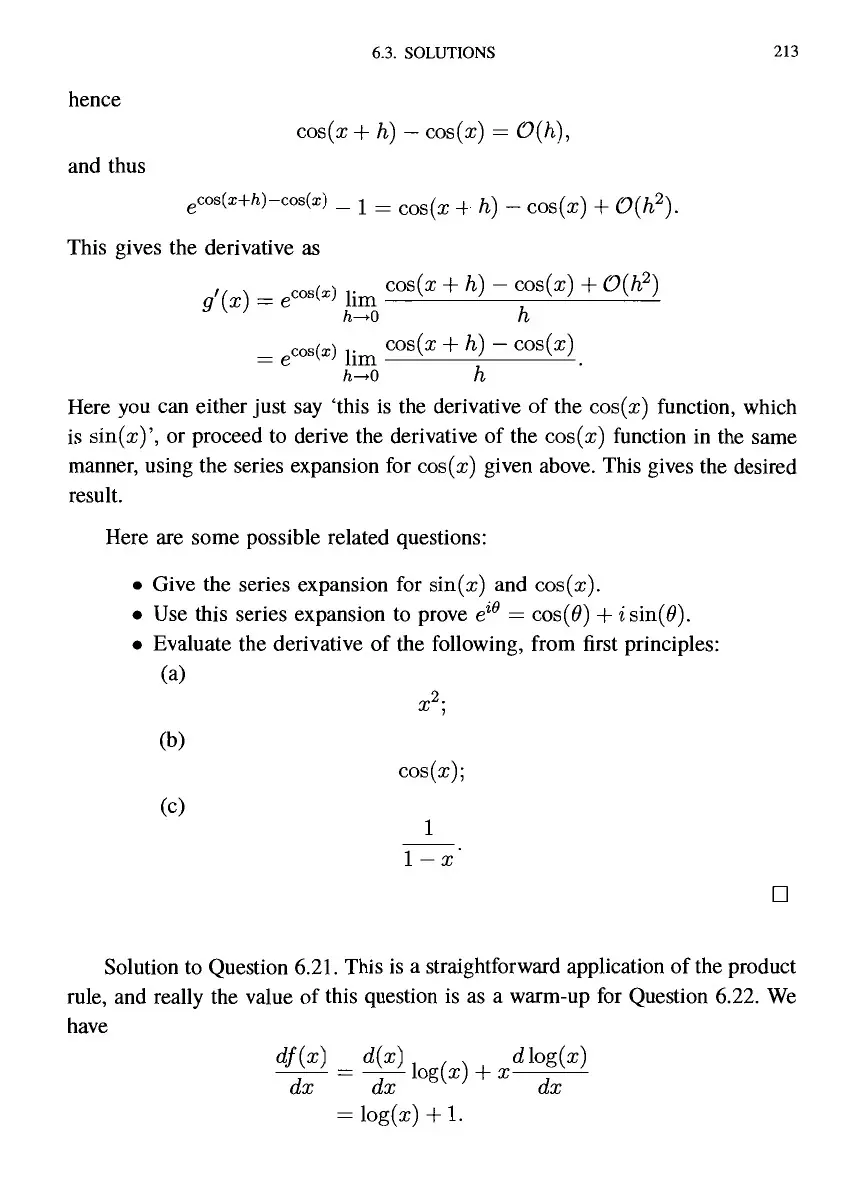 6.3. SOLUTIONS 213
hence
cos(x + h) − cos(x) = 𝒪(h),
and thus
e^{cos(x+h)−cos(x)} − 1 = cos(x + h) − cos(x) + 𝒪(h²).
This gives the derivative as
g′(x) = e^{cos(x)} lim_{h→0} \frac{cos(x + h) − cos(x) + 𝒪(h²)}{h}
= e^{cos(x)} lim_{h→0} \frac{cos(x + h) − cos(x)}{h}.
Here you can either just say ‘this is the derivative of the cos(x) function, which
is sin(x)’, or proceed to derive the derivative of the cos(x) function in the same
manner, using the series expansion for cos(x) given above. This gives the desired
result.
Here are some possible related questions:
• Give the series expansion for sin(x) and cos(x).
• Use this series expansion to prove e^{iθ} = cos(θ) + i sin(θ).
• Evaluate the derivative of the following, from first principles:
(a)
x²;
(b)
cos(x);
(c)
\frac{1}{1 − x}.
□
Solution to Question 6.21. This is a straightforward application of the product
rule, and really the value of this question is as a warm-up for Question 6.22. We
have
\frac{df(x)}{dx} = \frac{d(x)}{dx} log(x) + x \frac{d log(x)}{dx}
= log(x) + 1.